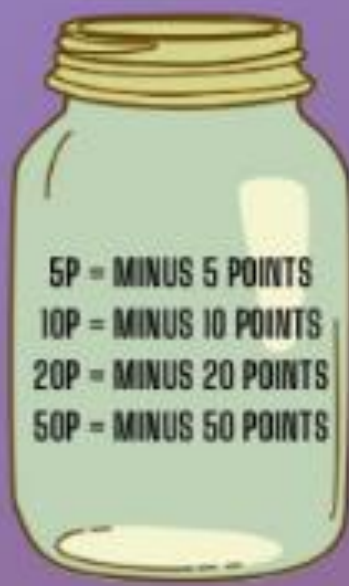 5P = MINUS 5 POINTS
10P = MINUS 10 POINTS
20P = MINUS 20 POINTS
50P = MINUS 50 POINTS